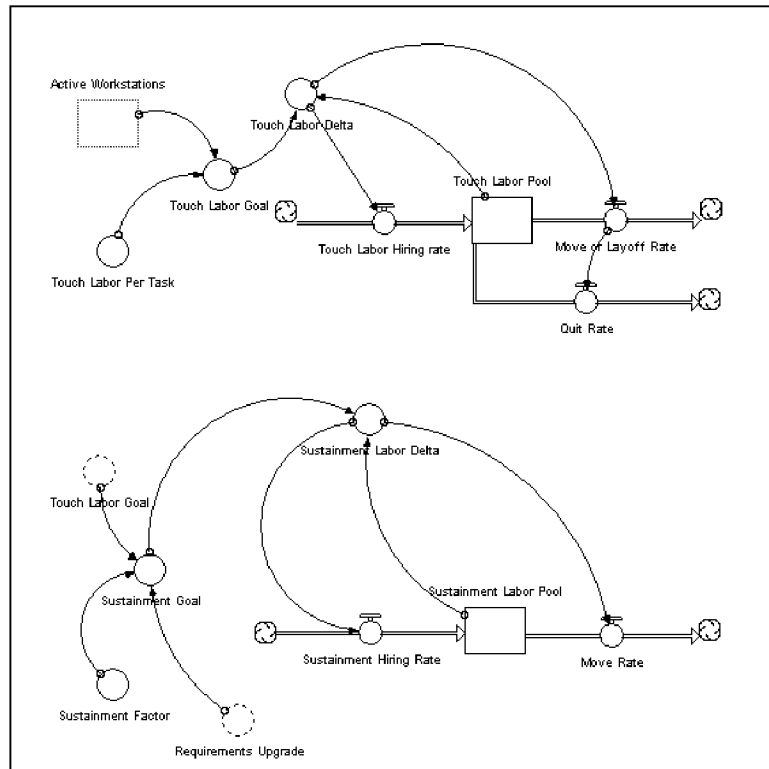 Active Workstations
Touch Labor Delta
Touch Labor Pool
Touch Labor Goal
Touch Labor Hiring rate
Move or Layoff Rate
Touch Labor Per Task
Quit Rate
Sustainment Labor Delta
Touch Labor Goal
Sustainment Labor Pool
Sustainment Goal
Sustainment Hiring Rate
Move Rate
Sustainment Factor
Requirements Upgrade